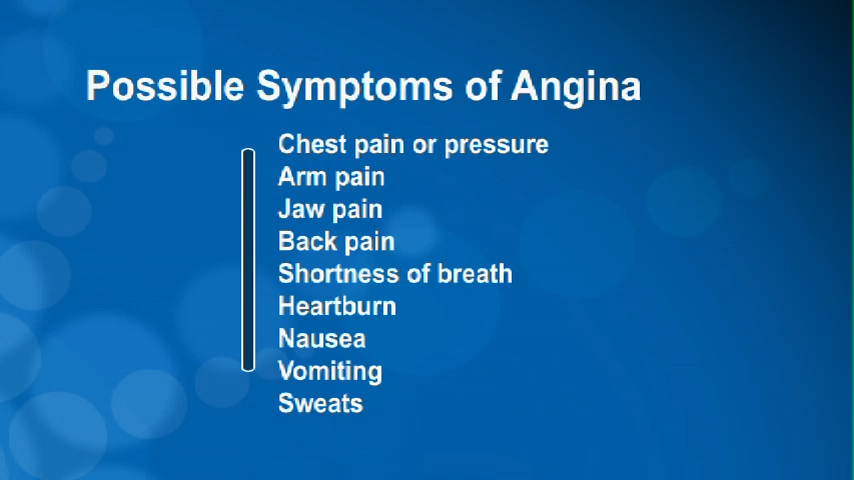 Possible Symptoms of Angina
Chest pain or pressure
Arm pain
Jaw pain
Back pain
Shortness of breath
Heartburn
Nausea
Vomiting
Sweats